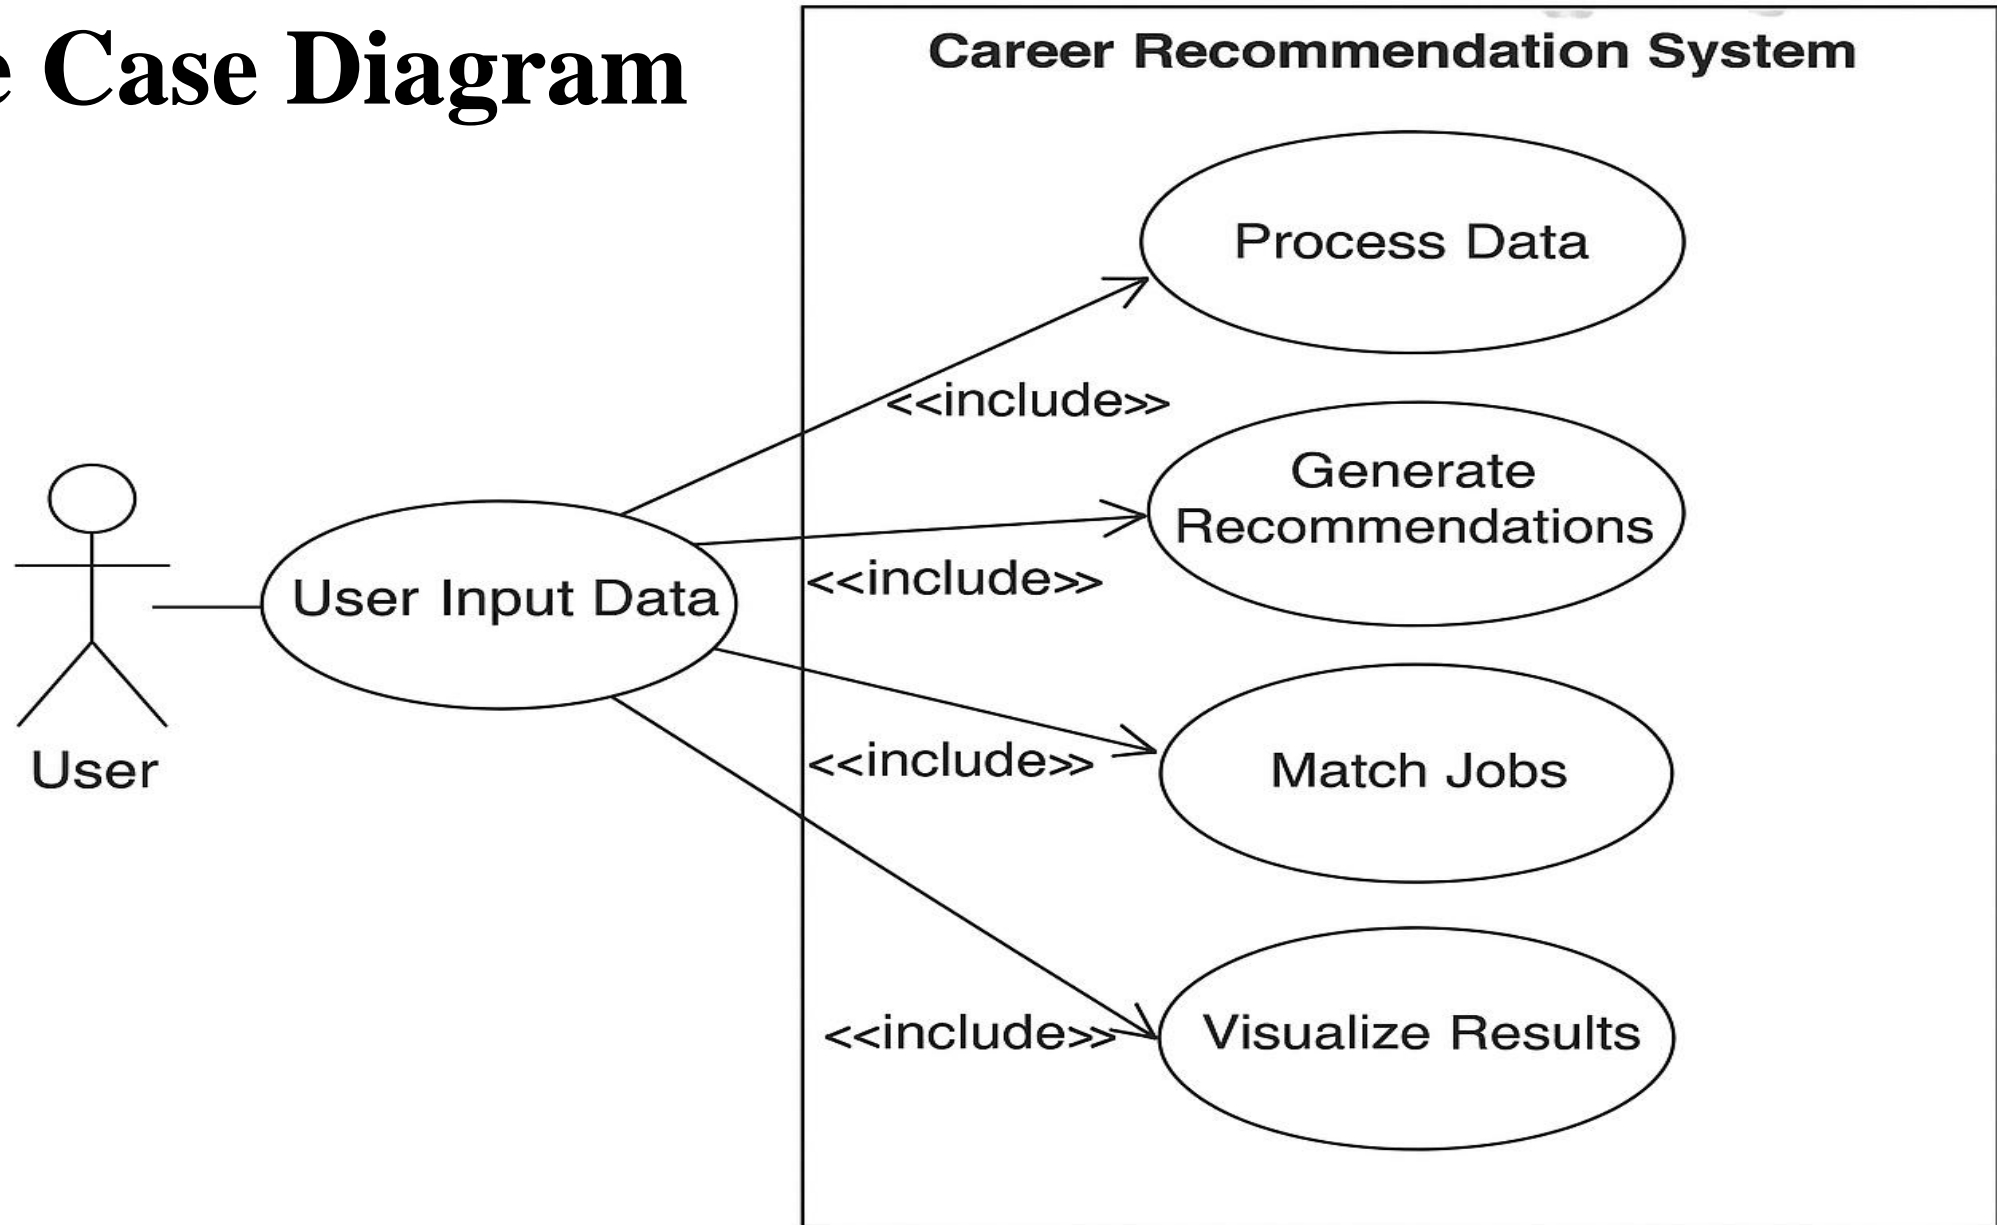 e Case Diagram
Career Recommendation System
Process Data
<<include>>
Generate
Recommendations
<<include>>
User Input Data
User
<<include>>
Match Jobs
<<include>>
Visualize Results